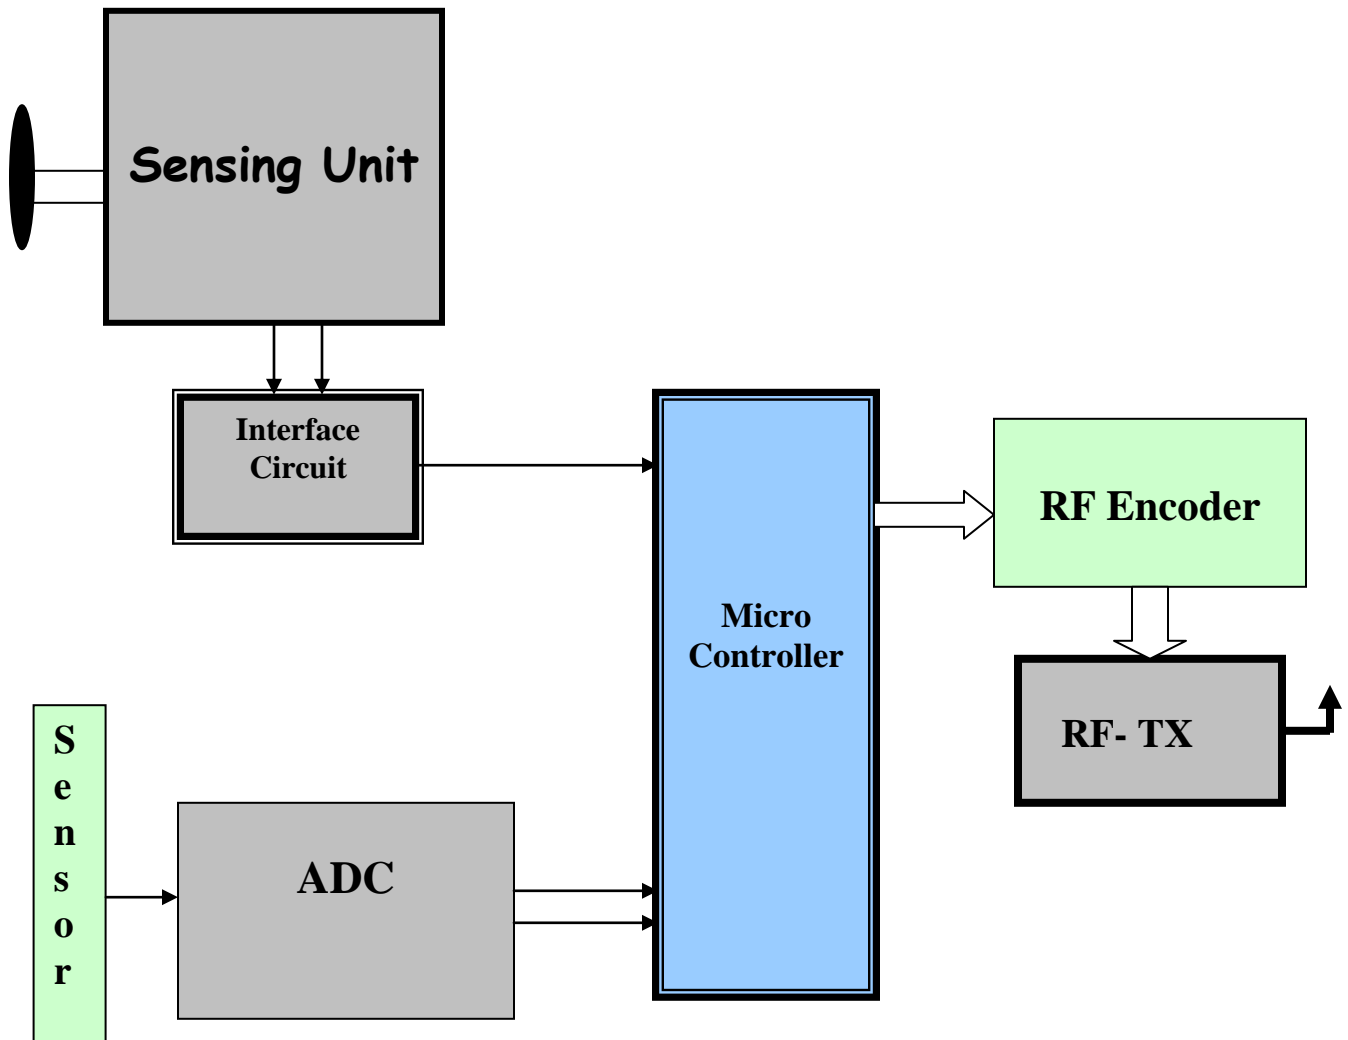 Sensing Unit
Interface
Circuit
RF Encoder
Micro
Controller
RF- TX
S
e
n
s
o
r
ADC